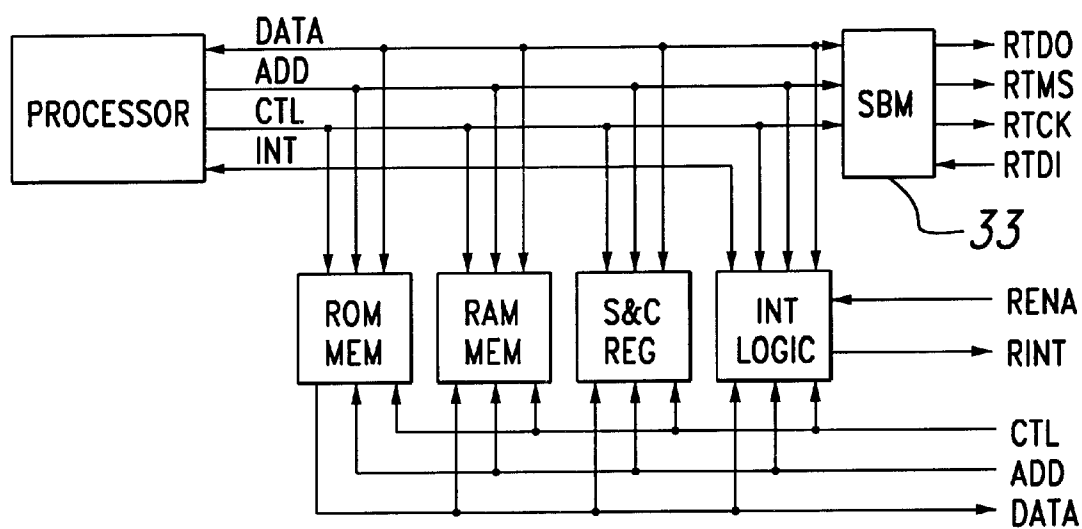 DATA
ADD
CTL
INT
PROCESSOR
SBM
RTDO
RTMS
RTCK
RTDI
33
ROM
MEM
RAM
MEM
S&C
REG
INT
LOGIC
RENA
RINT
CTL
ADD
DATA